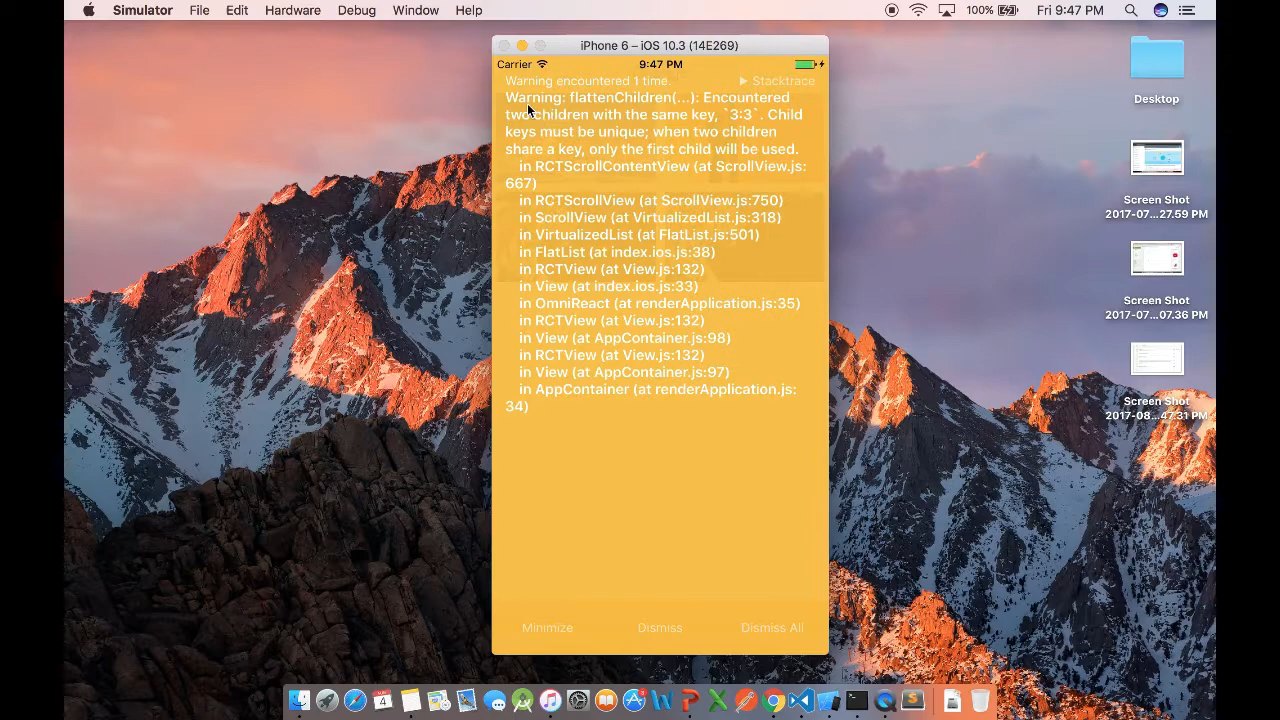 Simulator File Edit Hardware Debug Window Help 100% Fri 9:47 PM
iPhone 6 – iOS 10.3 (14E269)
Carrier 9:47 PM
Warning encountered 1 time. ▶ Stacktrace
Warning: flattenChildren(...): Encountered
two children with the same key, `3:3`. Child
keys must be unique; when two children
share a key, only the first child will be used.
in RCTScrollContentView (at ScrollView.js:
667)
in RCTScrollView (at ScrollView.js:750)
in ScrollView (at VirtualizedList.js:318)
in VirtualizedList (at FlatList.js:501)
in FlatList (at index.ios.js:38)
in RCTView (at View.js:132)
in View (at index.ios.js:33)
in OmniReact (at renderApplication.js:35)
in RCTView (at View.js:132)
in View (at AppContainer.js:98)
in RCTView (at View.js:132)
in View (at AppContainer.js:97)
in AppContainer (at renderApplication.js:
34)
Minimize Dismiss Dismiss All
Desktop
Screen Shot
2017-07...27.59 PM
Screen Shot
2017-07...07.36 PM
Screen Shot
2017-08...47.31 PM
4